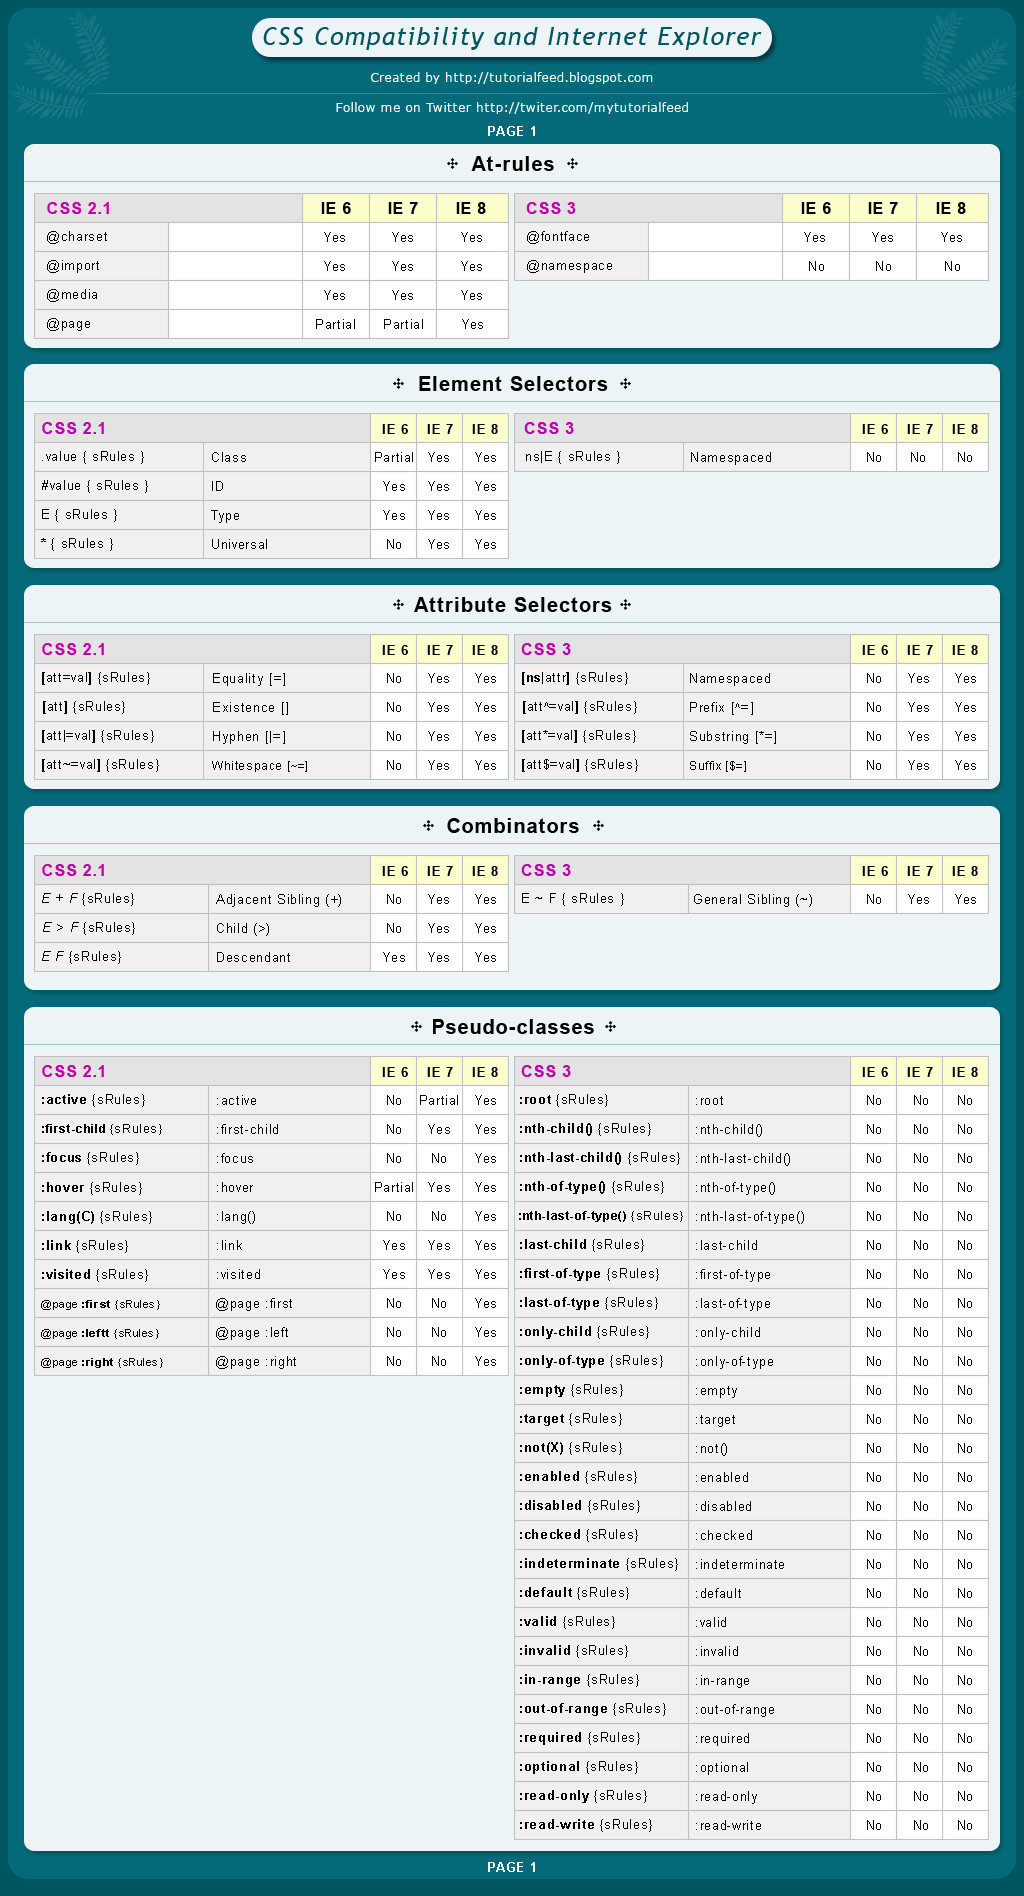 CSS Compatibility and Internet Explorer
Created by http://tutorialfeed.blogspot.com
Follow me on Twitter http://twiter.com/mytutorialfeed
PAGE 1
At-rules
CSS 2.1 IE 6 IE 7 IE 8
@charset Yes Yes Yes
@import Yes Yes Yes
@media Yes Yes Yes
@page Partial Partial Yes
CSS 3 IE 6 IE 7 IE 8
@fontface Yes Yes Yes
@namespace No No No
Element Selectors
CSS 2.1 IE 6 IE 7 IE 8
.value { sRules } Class Partial Yes Yes
#value { sRules } ID Yes Yes Yes
E { sRules } Type Yes Yes Yes
* { sRules } Universal No Yes Yes
CSS 3 IE 6 IE 7 IE 8
ns|E { sRules } Namespaced No No No
Attribute Selectors
CSS 2.1 IE 6 IE 7 IE 8
[att=val] {sRules} Equality [=] No Yes Yes
[att] {sRules} Existence [] No Yes Yes
[att|=val] {sRules} Hyphen [|=] No Yes Yes
[att~=val] {sRules} Whitespace [~=] No Yes Yes
CSS 3 IE 6 IE 7 IE 8
[ns|attr] {sRules} Namespaced No Yes Yes
[att^=val] {sRules} Prefix [^=] No Yes Yes
[att*=val] {sRules} Substring [*=] No Yes Yes
[att$=val] {sRules} Suffix [$=] No Yes Yes
Combinators
CSS 2.1 IE 6 IE 7 IE 8
E + F {sRules} Adjacent Sibling (+) No Yes Yes
E > F {sRules} Child (>) No Yes Yes
E F {sRules} Descendant Yes Yes Yes
CSS 3 IE 6 IE 7 IE 8
E ~ F { sRules } General Sibling (~) No Yes Yes
Pseudo-classes
CSS 2.1 IE 6 IE 7 IE 8
:active {sRules} :active No Partial Yes
:first-child {sRules} :first-child No Yes Yes
:focus {sRules} :focus No No Yes
:hover {sRules} :hover Partial Yes Yes
:lang(C) {sRules} :lang() No No Yes
:link {sRules} :link Yes Yes Yes
:visited {sRules} :visited Yes Yes Yes
@page :first {sRules} @page :first No No Yes
@page :leftt {sRules} @page :left No No Yes
@page :right {sRules} @page :right No No Yes
CSS 3 IE 6 IE 7 IE 8
:root {sRules} :root No No No
:nth-child() {sRules} :nth-child() No No No
:nth-last-child() {sRules} :nth-last-child() No No No
:nth-of-type() {sRules} :nth-of-type() No No No
:nth-last-of-type() {sRules} :nth-last-of-type() No No No
:last-child {sRules} :last-child No No No
:first-of-type {sRules} :first-of-type No No No
:last-of-type {sRules} :last-of-type No No No
:only-child {sRules} :only-child No No No
:only-of-type {sRules} :only-of-type No No No
:empty {sRules} :empty No No No
:target {sRules} :target No No No
:not(X) {sRules} :not() No No No
:enabled {sRules} :enabled No No No
:disabled {sRules} :disabled No No No
:checked {sRules} :checked No No No
:indeterminate {sRules} :indeterminate No No No
:default {sRules} :default No No No
:valid {sRules} :valid No No No
:invalid {sRules} :invalid No No No
:in-range {sRules} :in-range No No No
:out-of-range {sRules} :out-of-range No No No
:required {sRules} :required No No No
:optional {sRules} :optional No No No
:read-only {sRules} :read-only No No No
:read-write {sRules} :read-write No No No
PAGE 1